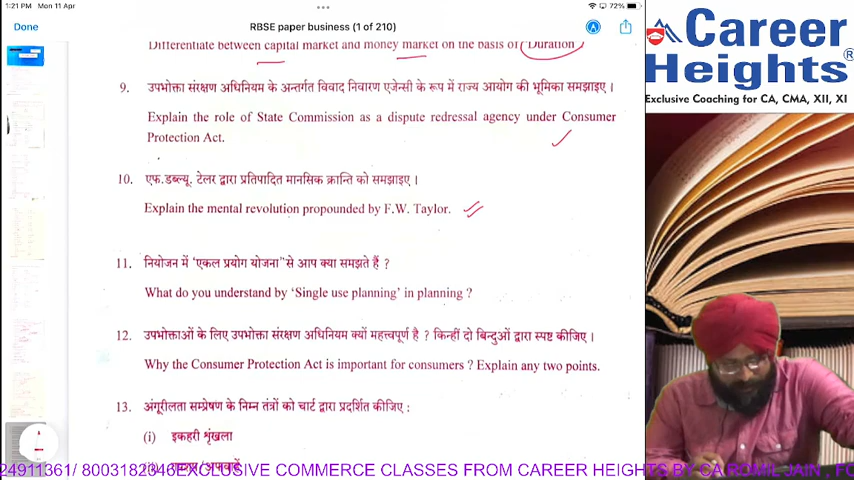 1:21 PM Mon 11 Apr
72%
Done
RBSE paper business (1 of 210)
Differentiate between capital market and money market on the basis of 'Duration'
9. उपभोक्ता संरक्षण अधिनियम के अन्तर्गत विवाद निवारण एजेन्सी के रूप में राज्य आयोग की भूमिका समझाइए।
Explain the role of State Commission as a dispute redressal agency under Consumer
Protection Act.
10. एफ.डब्ल्यू. टेलर द्वारा प्रतिपादित मानसिक क्रान्ति को समझाइए।
Explain the mental revolution propounded by F.W. Taylor.
11. नियोजन में 'एकल प्रयोग योजना' से आप क्या समझते हैं ?
What do you understand by 'Single use planning' in planning ?
12. उपभोक्ताओं के लिए उपभोक्ता संरक्षण अधिनियम क्यों महत्त्वपूर्ण है ? किन्हीं दो बिन्दुओं द्वारा स्पष्ट कीजिए।
Why the Consumer Protection Act is important for consumers ? Explain any two points.
13. अंगूरीलता सम्प्रेषण के निम्न तंत्रों को चार्ट द्वारा प्रदर्शित कीजिए :
(i) इकहरी शृंखला
Career
Heights
Exclusive Coaching for CA, CMA, XII, XI
24911361/ 8003182346EXCLUSIVE COMMERCE CLASSES FROM CAREER HEIGHTS BY CA ROMIL JAIN , FO